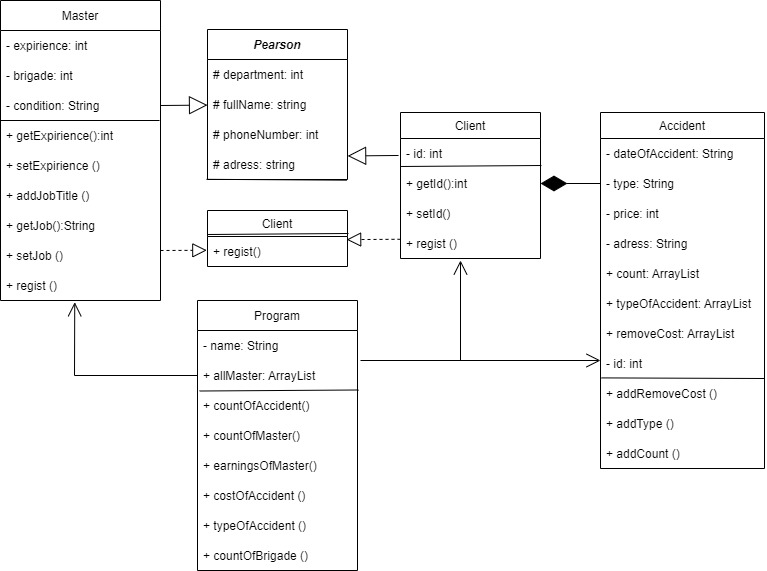 Master
- expirience: int
- brigade: int
- condition: String
+ getExpirience():int
+ setExpirience ()
+ addJobTitle ()
+ getJob():String
+ setJob ()
+ regist ()
Pearson
# department: int
# fullName: string
# phoneNumber: int
# adress: string
Client
+ regist()
Client
- id: int
+ getId():int
+ setId()
+ regist ()
Accident
- dateOfAccident: String
- type: String
- price: int
- adress: String
+ count: ArrayList
+ typeOfAccident: ArrayList
+ removeCost: ArrayList
- id: int
+ addRemoveCost ()
+ addType ()
+ addCount ()
Program
- name: String
+ allMaster: ArrayList
+ countOfAccident()
+ countOfMaster()
+ earningsOfMaster()
+ costOfAccident ()
+ typeOfAccident ()
+ countOfBrigade ()